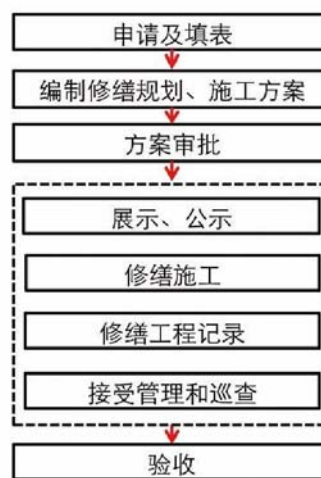 申请及填表
编制修缮规划、施工方案
方案审批
展示、公示
修缮施工
修缮工程记录
接受管理和巡查
验收